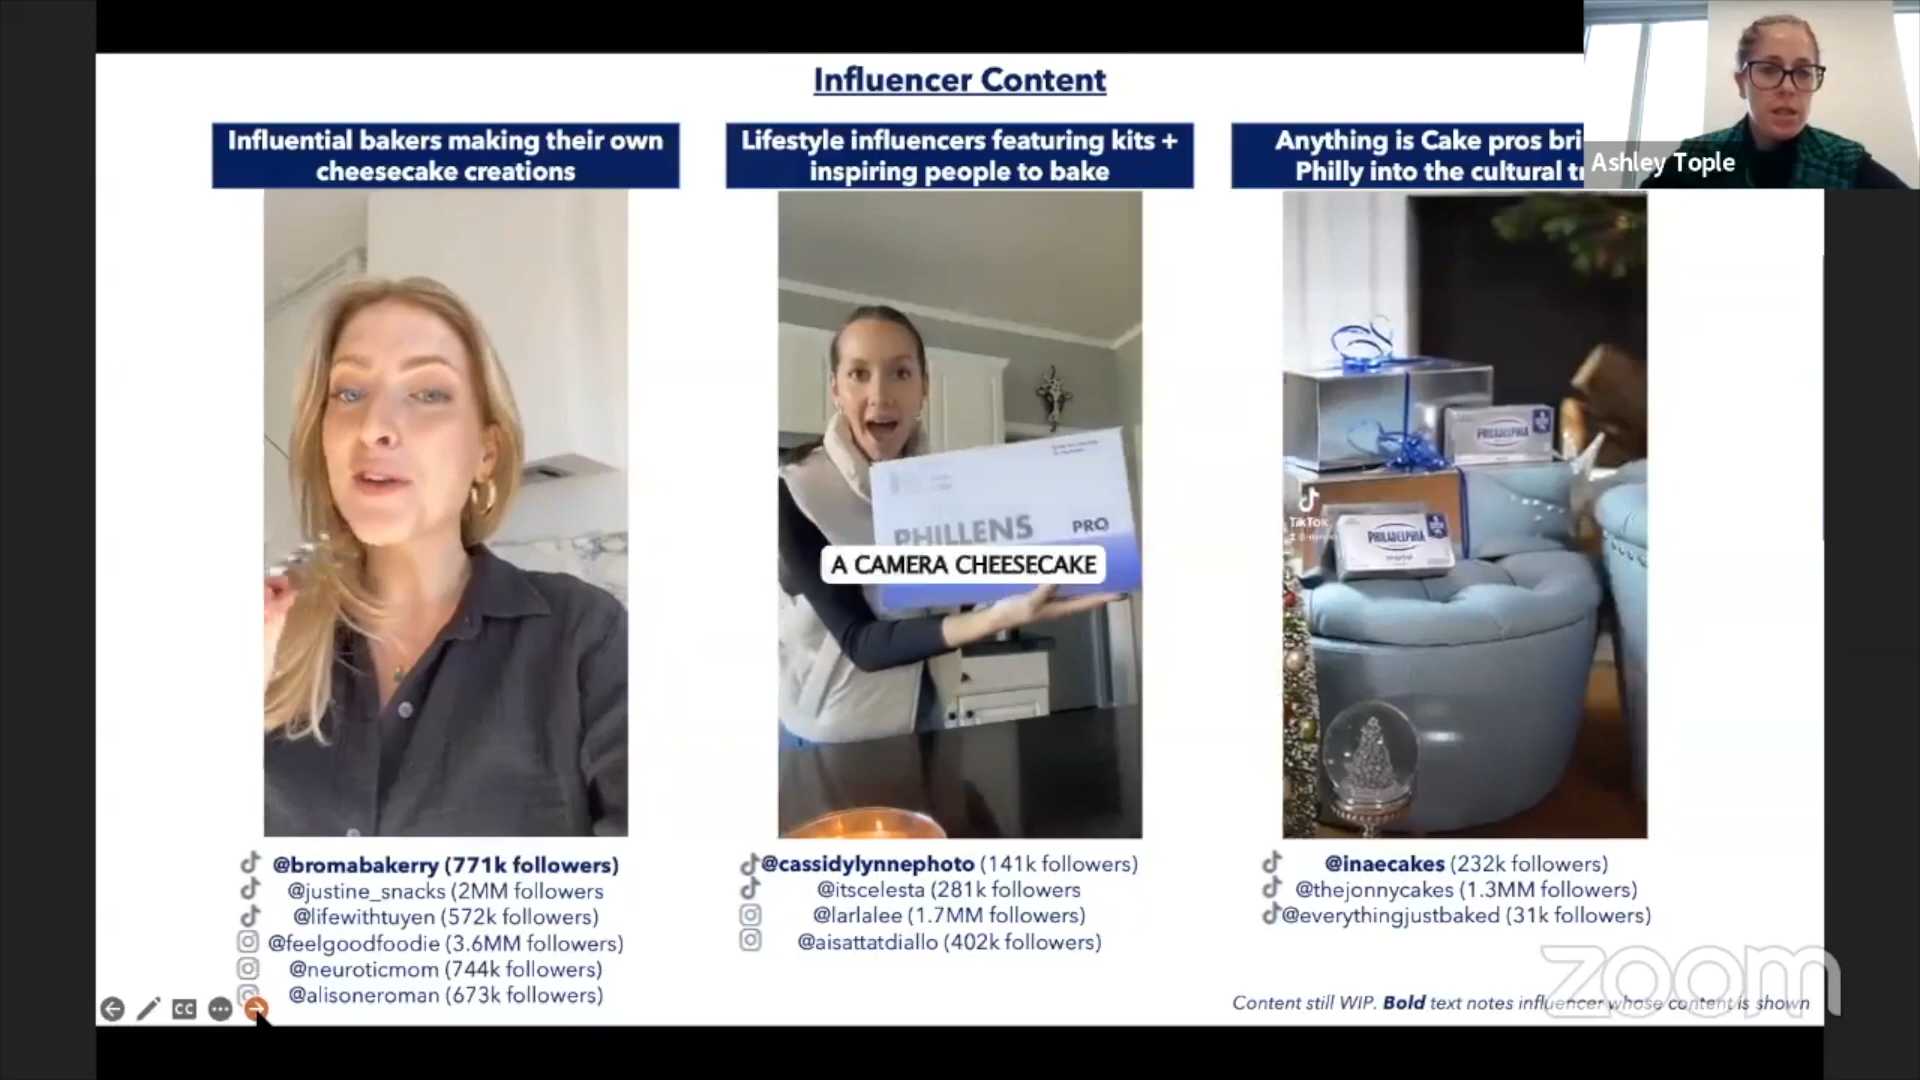 Influencer Content
Influential bakers making their own
cheesecake creations
Lifestyle influencers featuring kits +
inspiring people to bake
Anything is Cake pros bri
Philly into the cultural t
Ashley Tople
PHILLENS PRO
A CAMERA CHEESECAKE
PHILADELPHIA
TikTok
PHILADELPHIA
@bromabakerry (771k followers)
@justine_snacks (2MM followers
@lifewithtuyen (572k followers)
@feelgoodfoodie (3.6MM followers)
@neuroticmom (744k followers)
@alisoneroman (673k followers)
@cassidylynnephoto (141k followers)
@itscelesta (281k followers
@larlalee (1.7MM followers)
@aisattatdiallo (402k followers)
@inaecakes (232k followers)
@thejonnycakes (1.3MM followers)
@everythingjustbaked (31k followers)
Content still WIP. Bold text notes influencer whose content is shown
zoom
CC